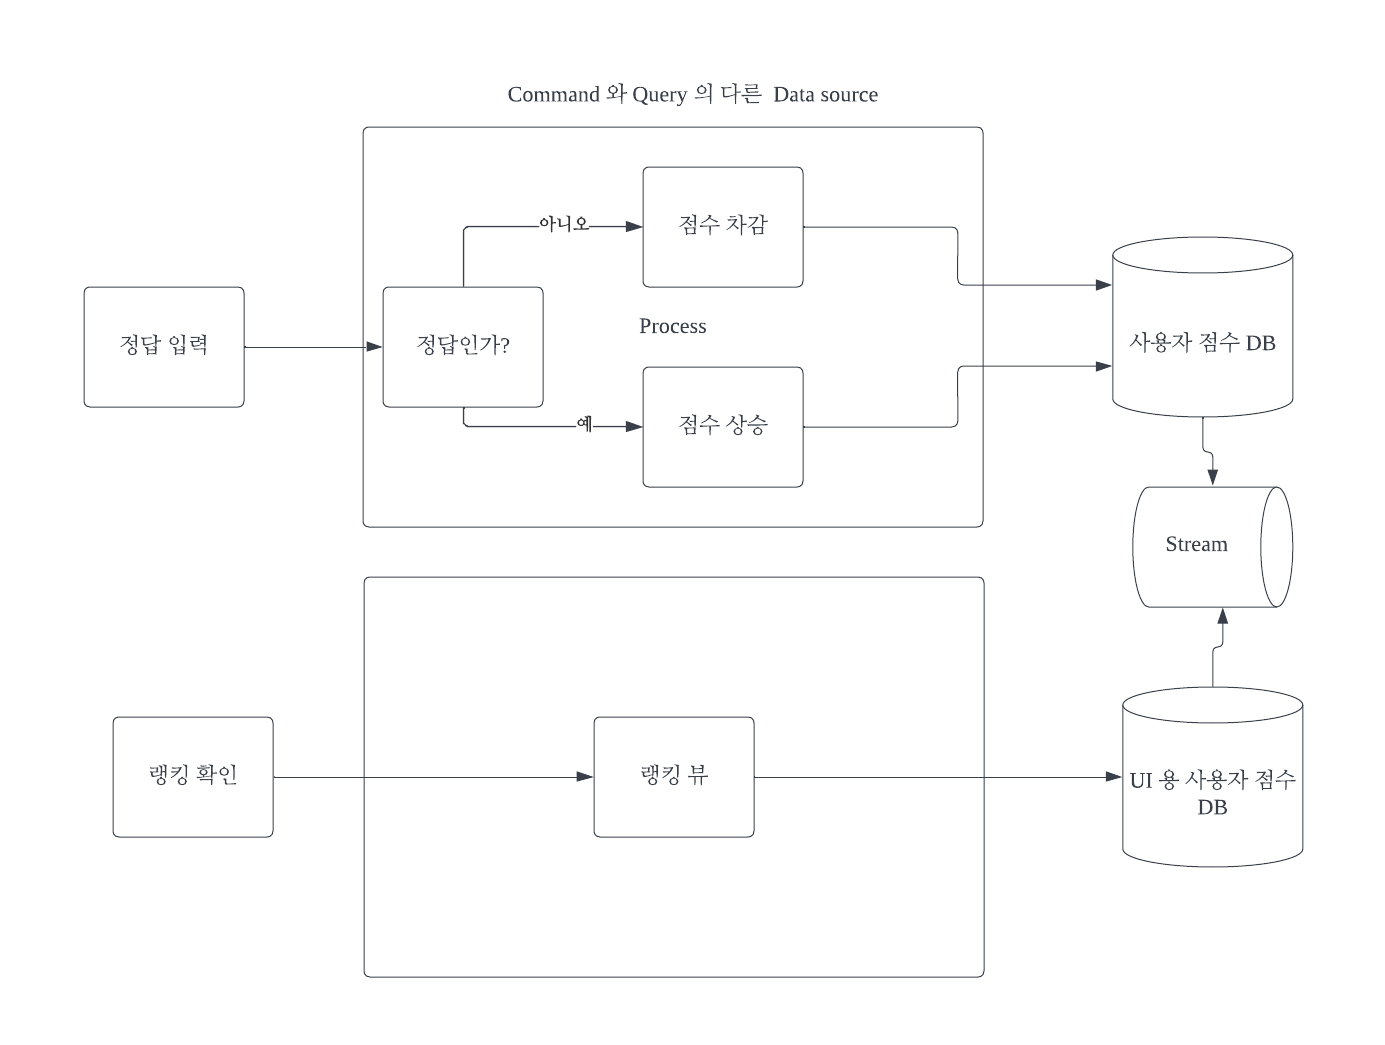 Command 와 Query 의 다른 Data source
아니오
점수 차감
정답 입력
정답인가?
Process
사용자 점수 DB
예
점수 상승
Stream
랭킹 확인
랭킹 뷰
UI 용 사용자 점수
DB